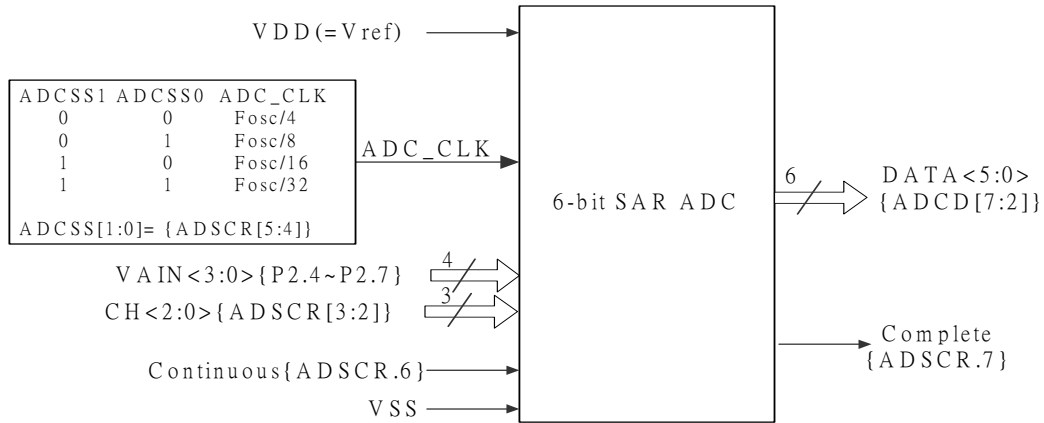 VDD(=Vref)
ADCSS1 ADCSS0 ADC_CLK
0 0 Fosc/4
0 1 Fosc/8
1 0 Fosc/16
1 1 Fosc/32
ADCSS[1:0]= {ADSCR[5:4]}
ADC_CLK
VAIN<3:0>{P2.4~P2.7}
4
CH<2:0>{ADSCR[3:2]}
3
Continuous{ADSCR.6}
VSS
6-bit SAR ADC
6
DATA<5:0>
{ADCD[7:2]}
Complete
{ADSCR.7}